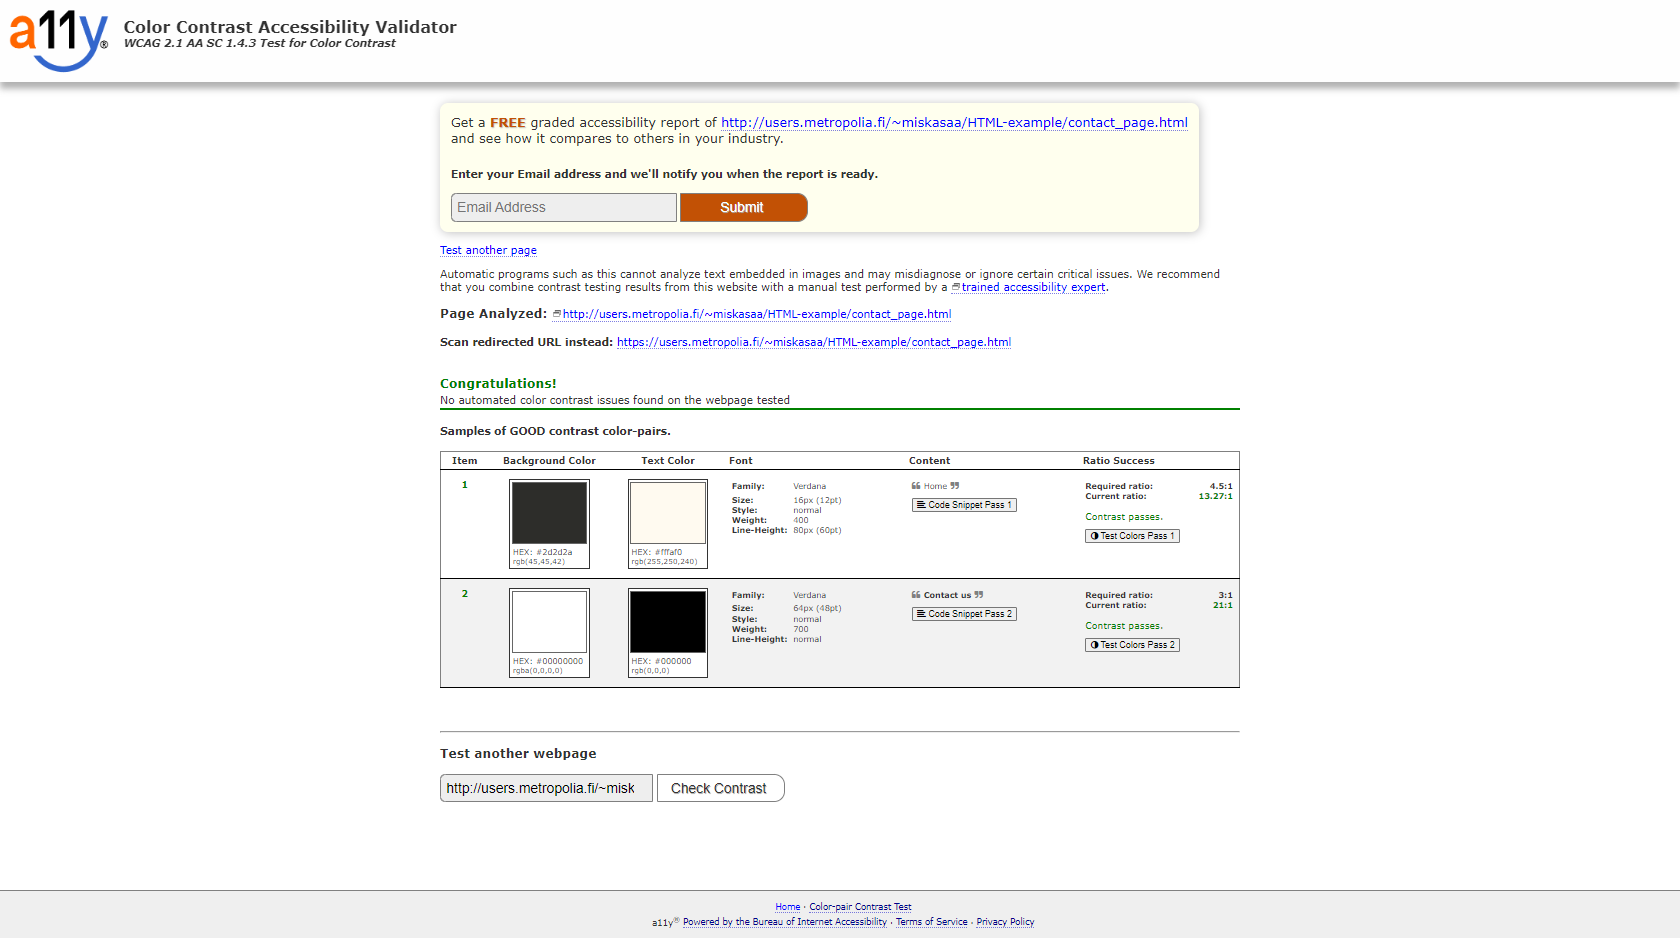 a11y®
Color Contrast Accessibility Validator
WCAG 2.1 AA SC 1.4.3 Test for Color Contrast
Get a FREE graded accessibility report of http://users.metropolia.fi/~miskasaa/HTML-example/contact_page.html
and see how it compares to others in your industry.
Enter your Email address and we'll notify you when the report is ready.
Email Address Submit
Test another page
Automatic programs such as this cannot analyze text embedded in images and may misdiagnose or ignore certain critical issues. We recommend
that you combine contrast testing results from this website with a manual test performed by a trained accessibility expert.
Page Analyzed: http://users.metropolia.fi/~miskasaa/HTML-example/contact_page.html
Scan redirected URL instead: https://users.metropolia.fi/~miskasaa/HTML-example/contact_page.html
Congratulations!
No automated color contrast issues found on the webpage tested
Samples of GOOD contrast color-pairs.
Item Background Color Text Color Font Content Ratio Success
1
HEX: #2d2d2a
rgb(45,45,42)
HEX: #fffaf0
rgb(255,250,240)
Family: Verdana
Size: 16px (12pt)
Style: normal
Weight: 400
Line-Height: 80px (60pt)
❝ Home ❞
Code Snippet Pass 1
Required ratio: 4.5:1
Current ratio: 13.27:1
Contrast passes.
Test Colors Pass 1
2
HEX: #00000000
rgba(0,0,0,0)
HEX: #000000
rgb(0,0,0)
Family: Verdana
Size: 64px (48pt)
Style: normal
Weight: 700
Line-Height: normal
❝ Contact us ❞
Code Snippet Pass 2
Required ratio: 3:1
Current ratio: 21:1
Contrast passes.
Test Colors Pass 2
Test another webpage
http://users.metropolia.fi/~misk Check Contrast
Home · Color-pair Contrast Test
a11y® Powered by the Bureau of Internet Accessibility · Terms of Service · Privacy Policy